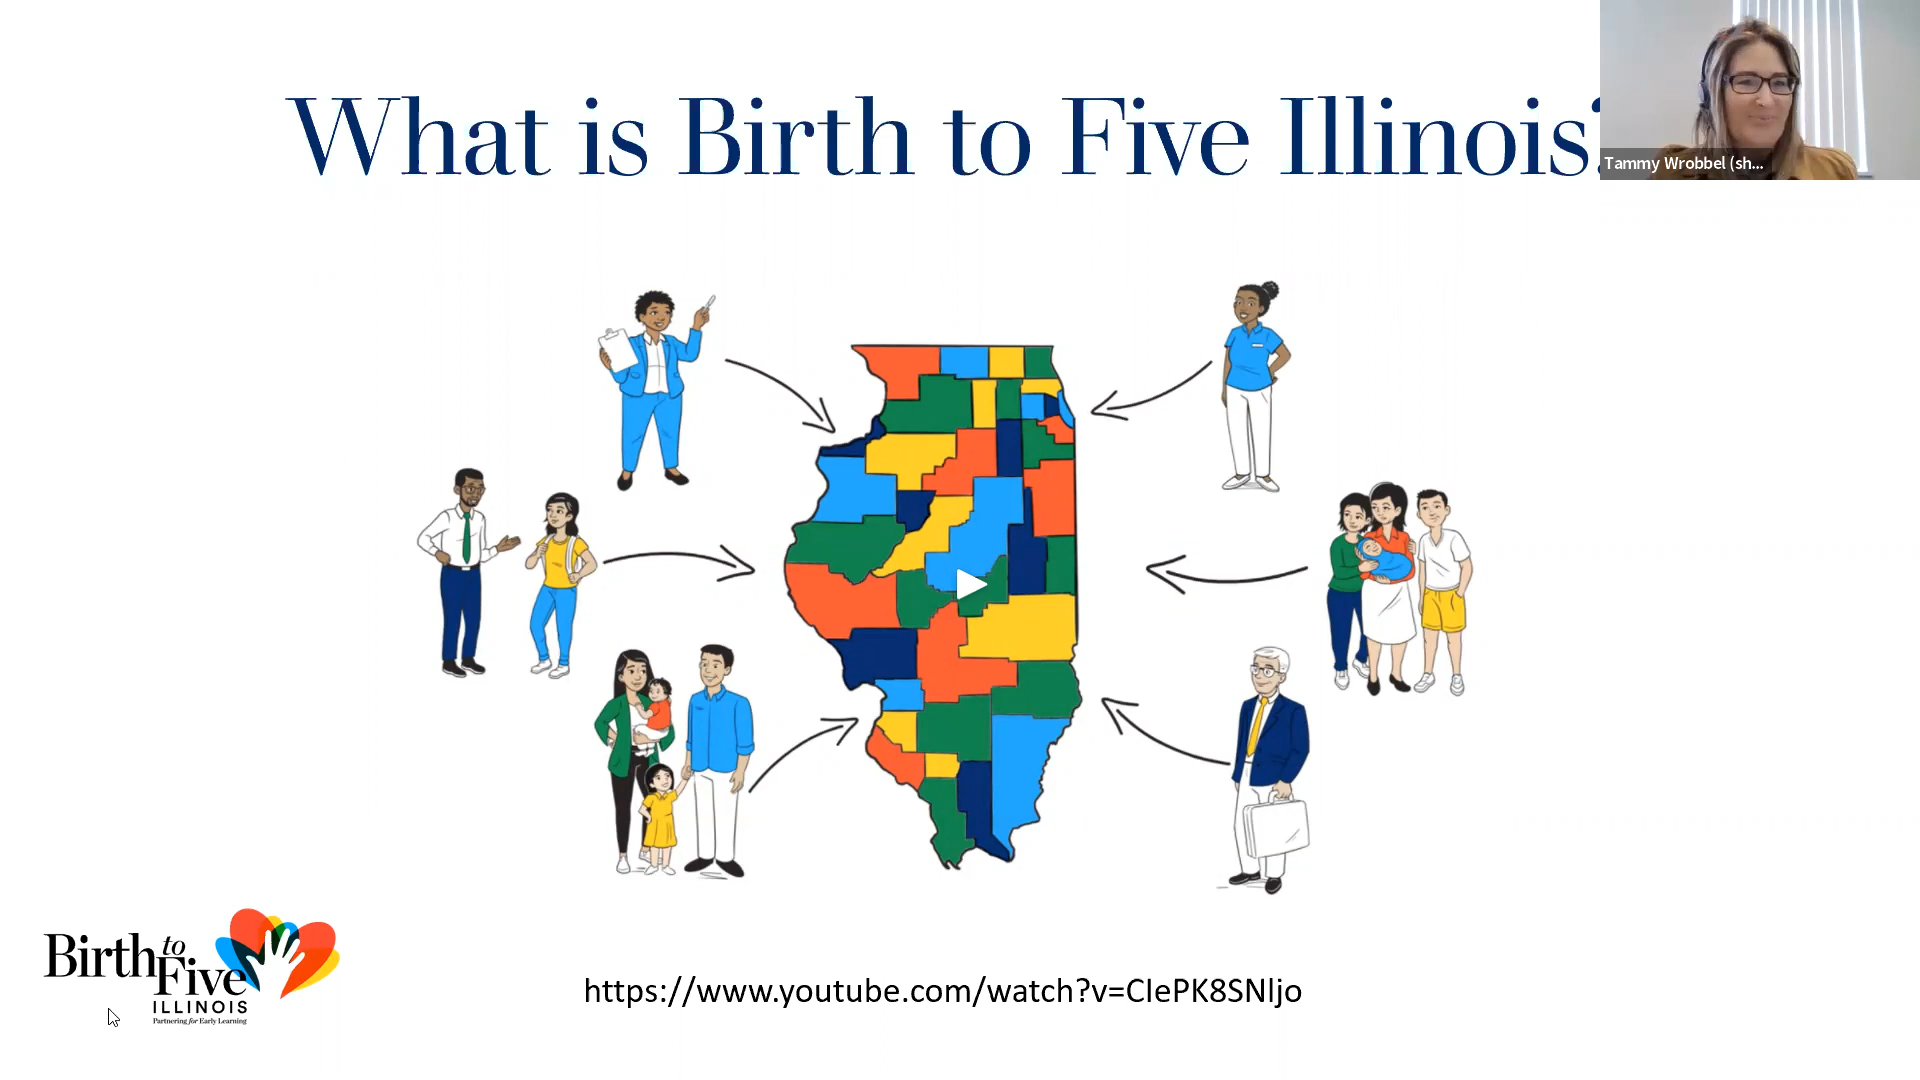 What is Birth to Five Illinois?
Tammy Wrobbel (sh...
Birth to Five
ILLINOIS
Partnering for Early Learning
https://www.youtube.com/watch?v=CIePK8SNljo